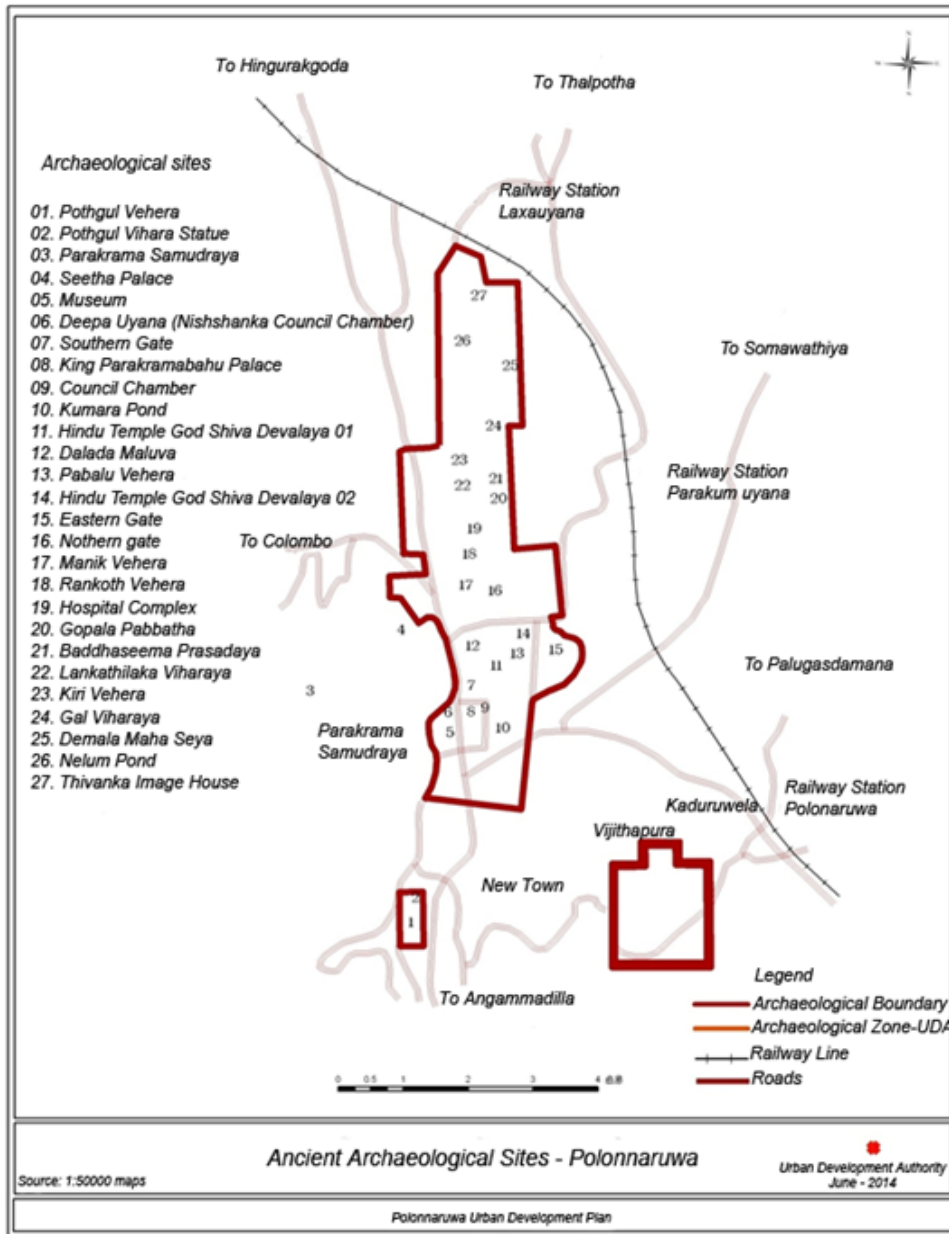 To Hingurakgoda
To Thalpotha
Archaeological sites
Railway Station
Laxauyana
01. Pothgul Vehera
02. Pothgul Vihara Statue
03. Parakrama Samudraya
04. Seetha Palace
05. Museum
06. Deepa Uyana (Nishshanka Council Chamber)
07. Southern Gate
08. King Parakramabahu Palace
09. Council Chamber
10. Kumara Pond
11. Hindu Temple God Shiva Devalaya 01
12. Dalada Maluva
13. Pabalu Vehera
14. Hindu Temple God Shiva Devalaya 02
15. Eastern Gate
16. Nothern gate
17. Manik Vehera
18. Rankoth Vehera
19. Hospital Complex
20. Gopala Pabbatha
21. Baddhaseema Prasadaya
22. Lankathilaka Viharaya
23. Kiri Vehera
24. Gal Viharaya
25. Demala Maha Seya
26. Nelum Pond
27. Thivanka Image House
27
26
25
24
23
21
22
20
19
18
17
16
To Somawathiya
Railway Station
Parakum uyana
To Colombo
4
14
12
13
15
11
7
3
6
8
9
5
10
Parakrama
Samudraya
To Palugasdamana
Railway Station
Polonaruwa
Kaduruwela
Vijithapura
New Town
2
1
To Angammadilla
Legend
Archaeological Boundary
Archaeological Zone-UDA
Railway Line
Roads
0 0.5 1 2 3 4
Ancient Archaeological Sites - Polonnaruwa
Source: 1:50000 maps
Urban Development Authority
June - 2014
Polonnaruwa Urban Development Plan